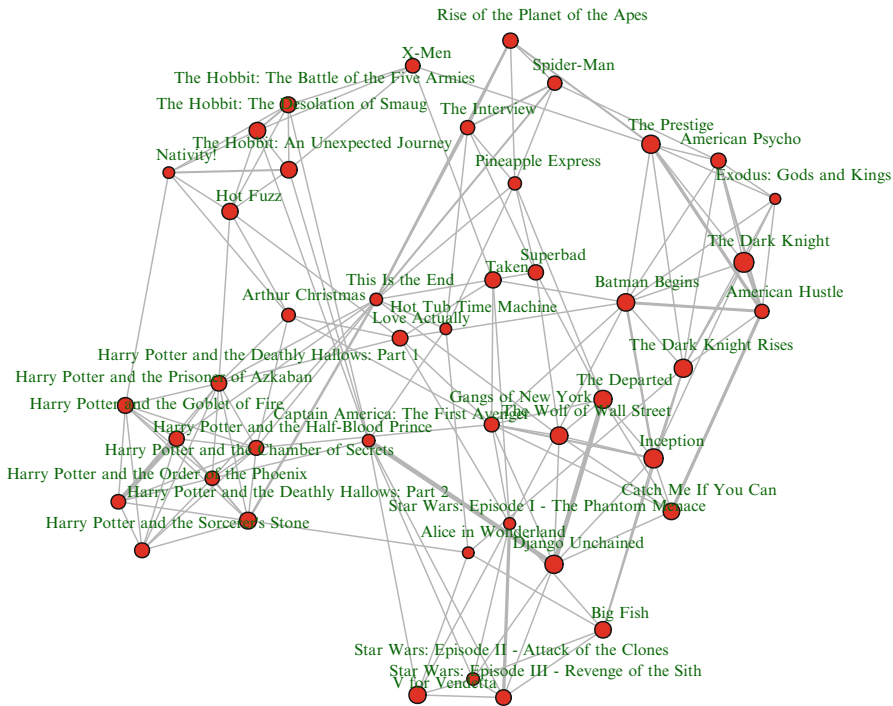 Rise of the Planet of the Apes
X-Men
Spider-Man
The Hobbit: The Battle of the Five Armies
The Hobbit: The Desolation of Smaug
The Interview
The Prestige
The Hobbit: An Unexpected Journey
American Psycho
Nativity!
Pineapple Express
Exodus: Gods and Kings
Hot Fuzz
The Dark Knight
Superbad
Taken
This Is the End
Batman Begins
American Hustle
Arthur Christmas
Hot Tub Time Machine
Love Actually
The Dark Knight Rises
Harry Potter and the Deathly Hallows: Part 1
Harry Potter and the Prisoner of Azkaban
The Departed
Gangs of New York
Harry Potter and the Goblet of Fire
Captain America: The First Avenger
The Wolf of Wall Street
Harry Potter and the Half-Blood Prince
Inception
Harry Potter and the Chamber of Secrets
Harry Potter and the Order of the Phoenix
Catch Me If You Can
Harry Potter and the Deathly Hallows: Part 2
Star Wars: Episode I - The Phantom Menace
Harry Potter and the Sorcerer's Stone
Alice in Wonderland
Django Unchained
Big Fish
Star Wars: Episode II - Attack of the Clones
Star Wars: Episode III - Revenge of the Sith
V for Vendetta